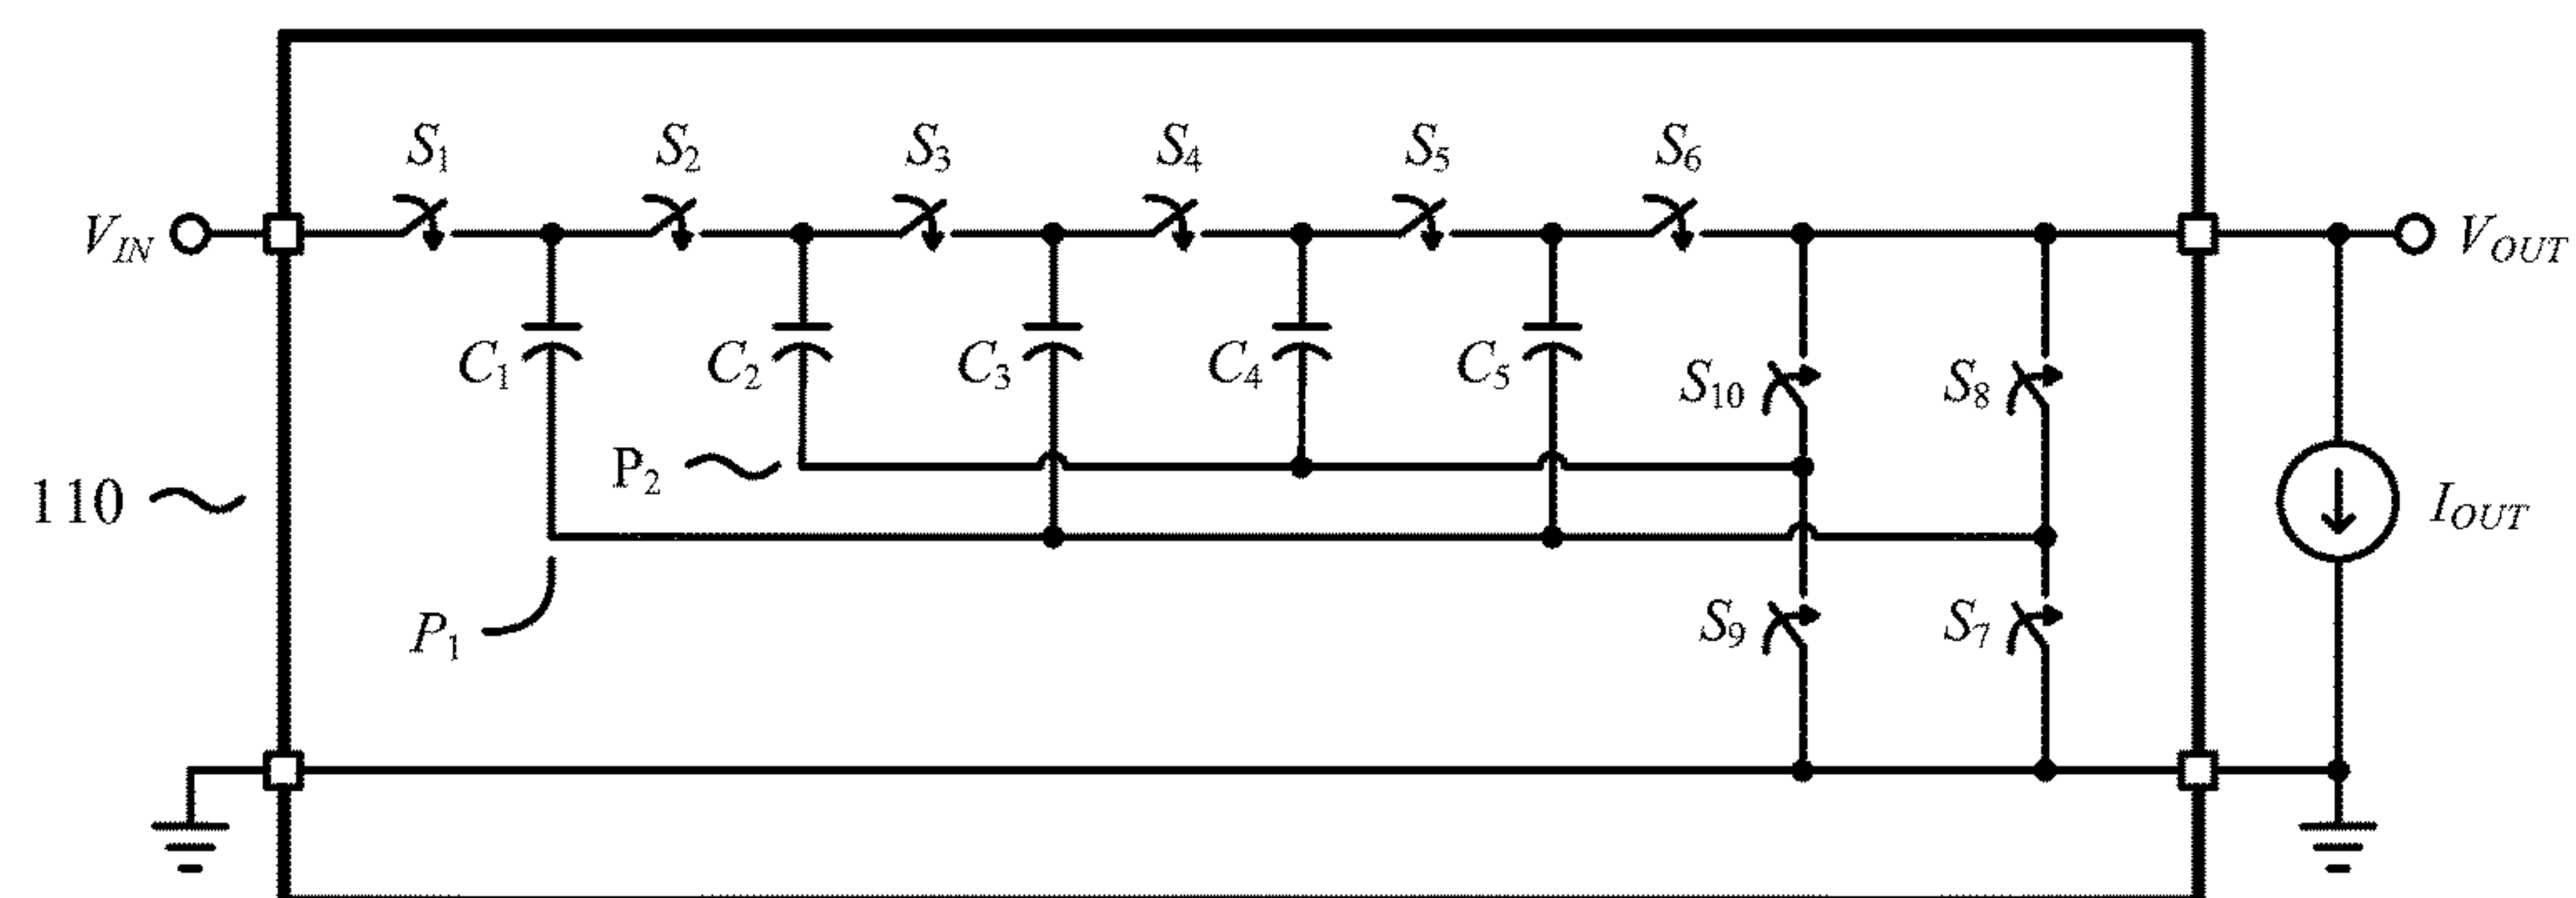 S1 S2 S3 S4 S5 S6
VIN VOUT
C1 C2 C3 C4 C5 S10 S8
P2
110 IOUT
P1 S9 S7